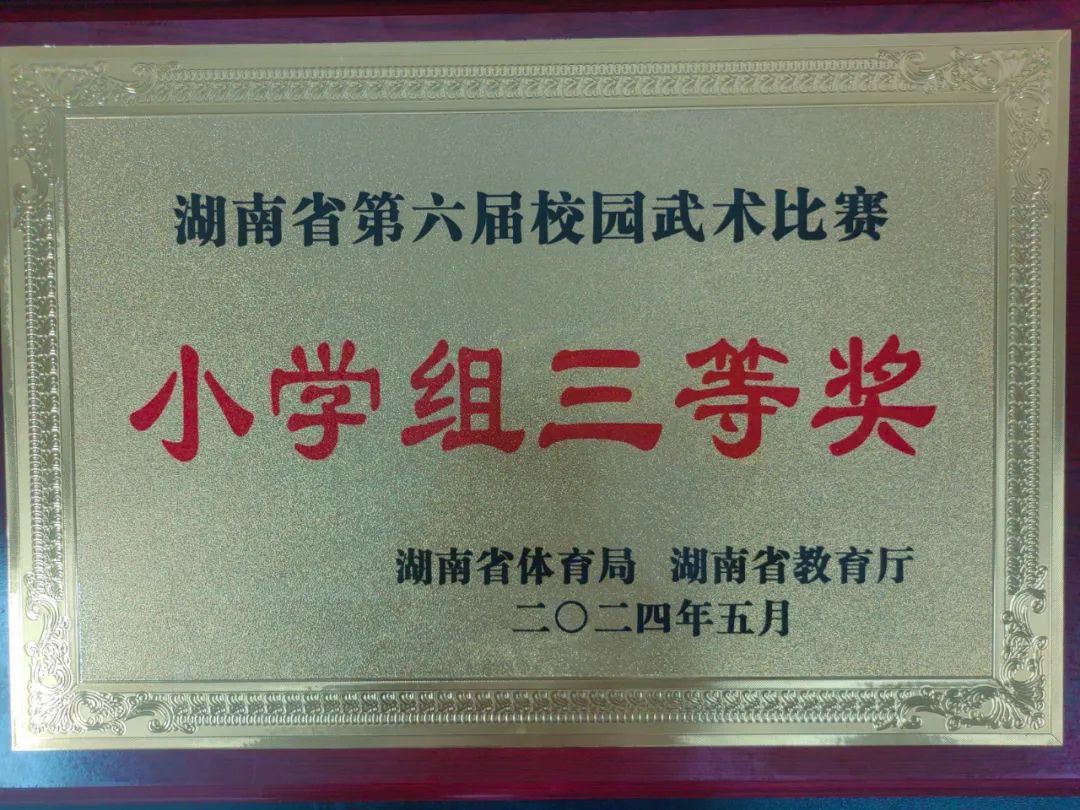 湖南省第六届校园武术比赛
小学组三等奖
湖南省体育局 湖南省教育厅
二〇二四年五月